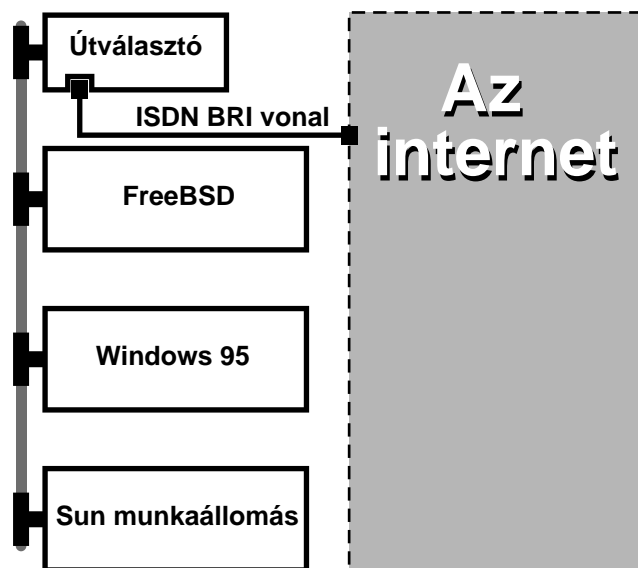 Útválasztó
ISDN BRI vonal
Az
internet
FreeBSD
Windows 95
Sun munkaállomás